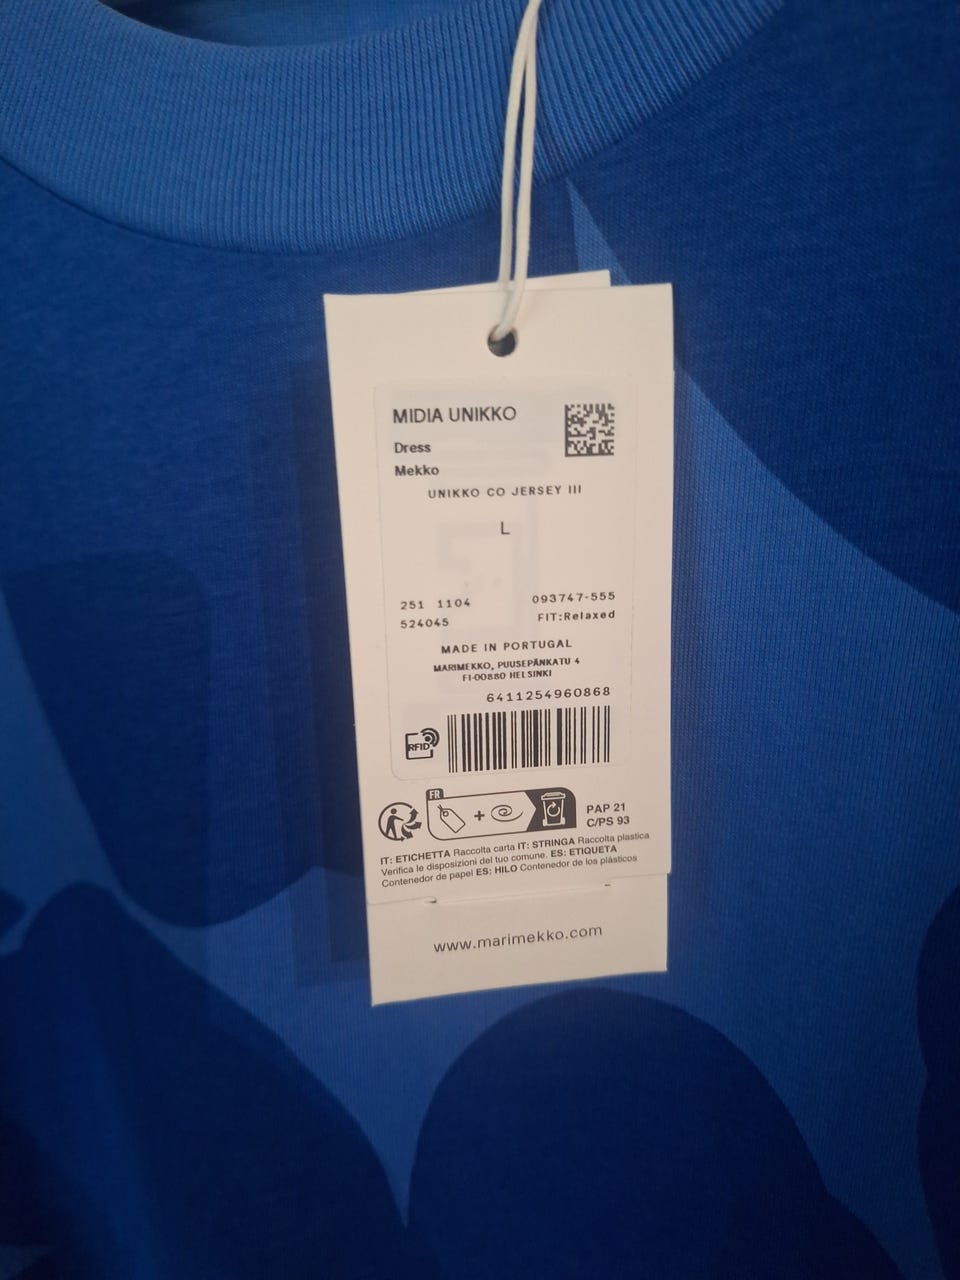 MIDIA UNIKKO
Dress
Mekko
UNIKKO CO JERSEY III
L
251 1104 093747-555
524045 FIT:Relaxed
MADE IN PORTUGAL
MARIMEKKO, PUUSEPÄNKATU 4
FI-00880 HELSINKI
6411254960868
RFID
FR
PAP 21
C/PS 93
IT: ETICHETTA Raccolta carta IT: STRINGA Raccolta plastica
Verifica le disposizioni del tuo comune. ES: ETIQUETA
Contenedor de papel ES: HILO Contenedor de los plásticos
www.marimekko.com